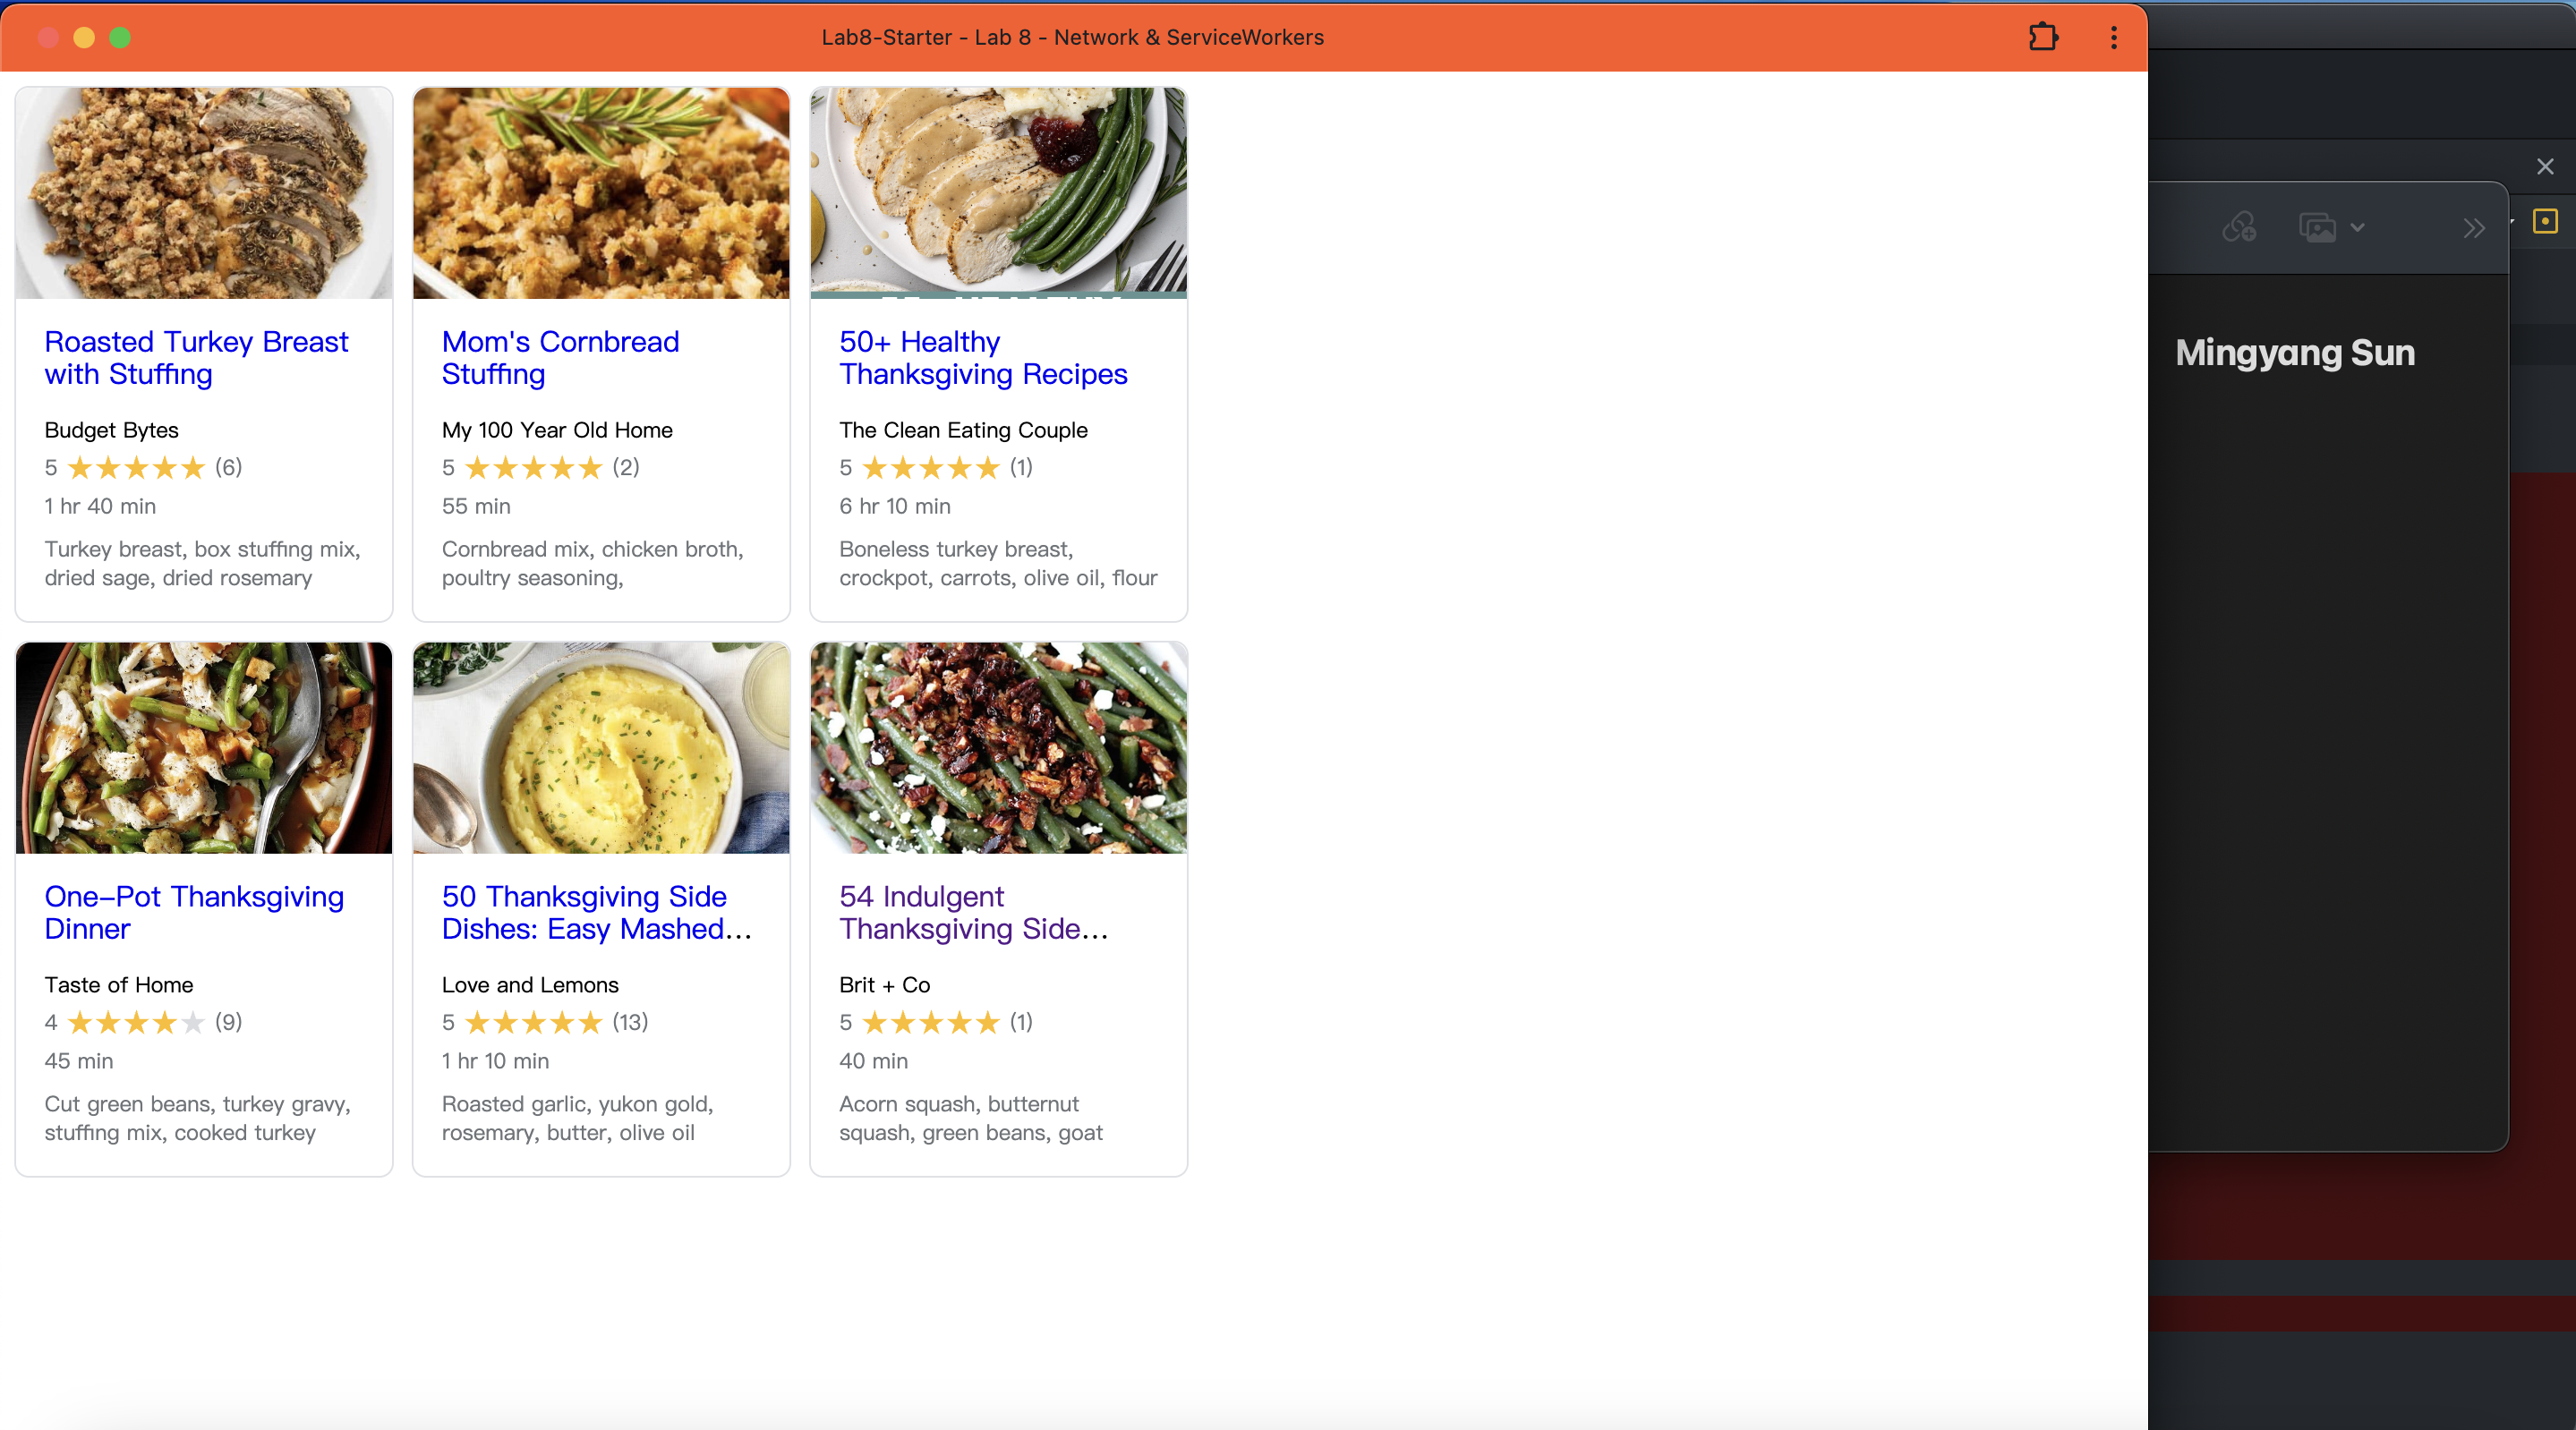 Lab8-Starter - Lab 8 - Network & ServiceWorkers
Mingyang Sun
Roasted Turkey Breast
with Stuffing
Budget Bytes
5 ★★★★★ (6)
1 hr 40 min
Turkey breast, box stuffing mix,
dried sage, dried rosemary
Mom's Cornbread
Stuffing
My 100 Year Old Home
5 ★★★★★ (2)
55 min
Cornbread mix, chicken broth,
poultry seasoning,
50+ Healthy
Thanksgiving Recipes
The Clean Eating Couple
5 ★★★★★ (1)
6 hr 10 min
Boneless turkey breast,
crockpot, carrots, olive oil, flour
One-Pot Thanksgiving
Dinner
Taste of Home
4 ★★★★★ (9)
45 min
Cut green beans, turkey gravy,
stuffing mix, cooked turkey
50 Thanksgiving Side
Dishes: Easy Mashed...
Love and Lemons
5 ★★★★★ (13)
1 hr 10 min
Roasted garlic, yukon gold,
rosemary, butter, olive oil
54 Indulgent
Thanksgiving Side...
Brit + Co
5 ★★★★★ (1)
40 min
Acorn squash, butternut
squash, green beans, goat